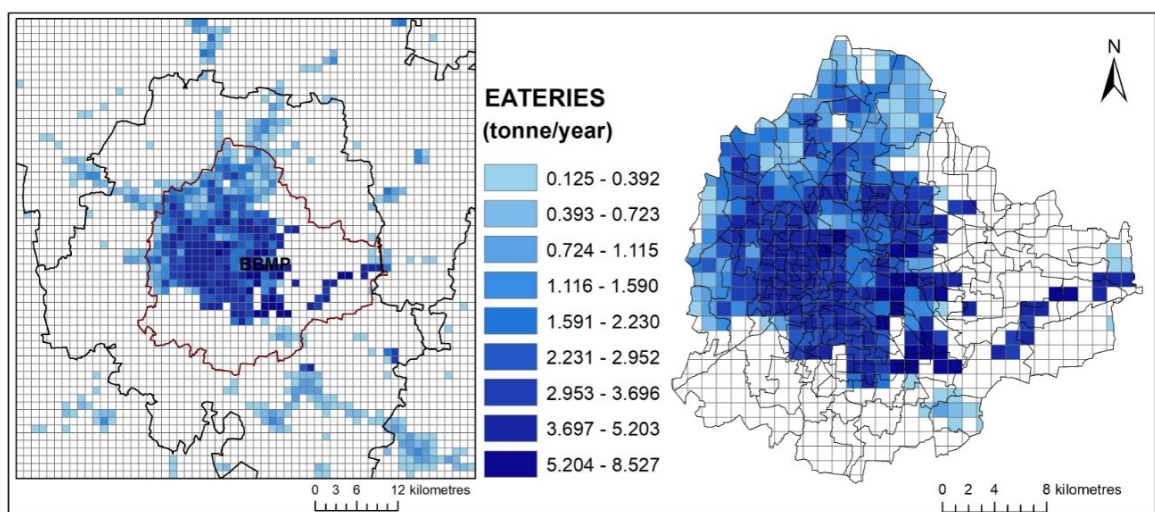 BBMP
0 3 6 12 kilometres
EATERIES
(tonne/year)
0.125 - 0.392
0.393 - 0.723
0.724 - 1.115
1.116 - 1.590
1.591 - 2.230
2.231 - 2.952
2.953 - 3.696
3.697 - 5.203
5.204 - 8.527
N
0 2 4 8 kilometres